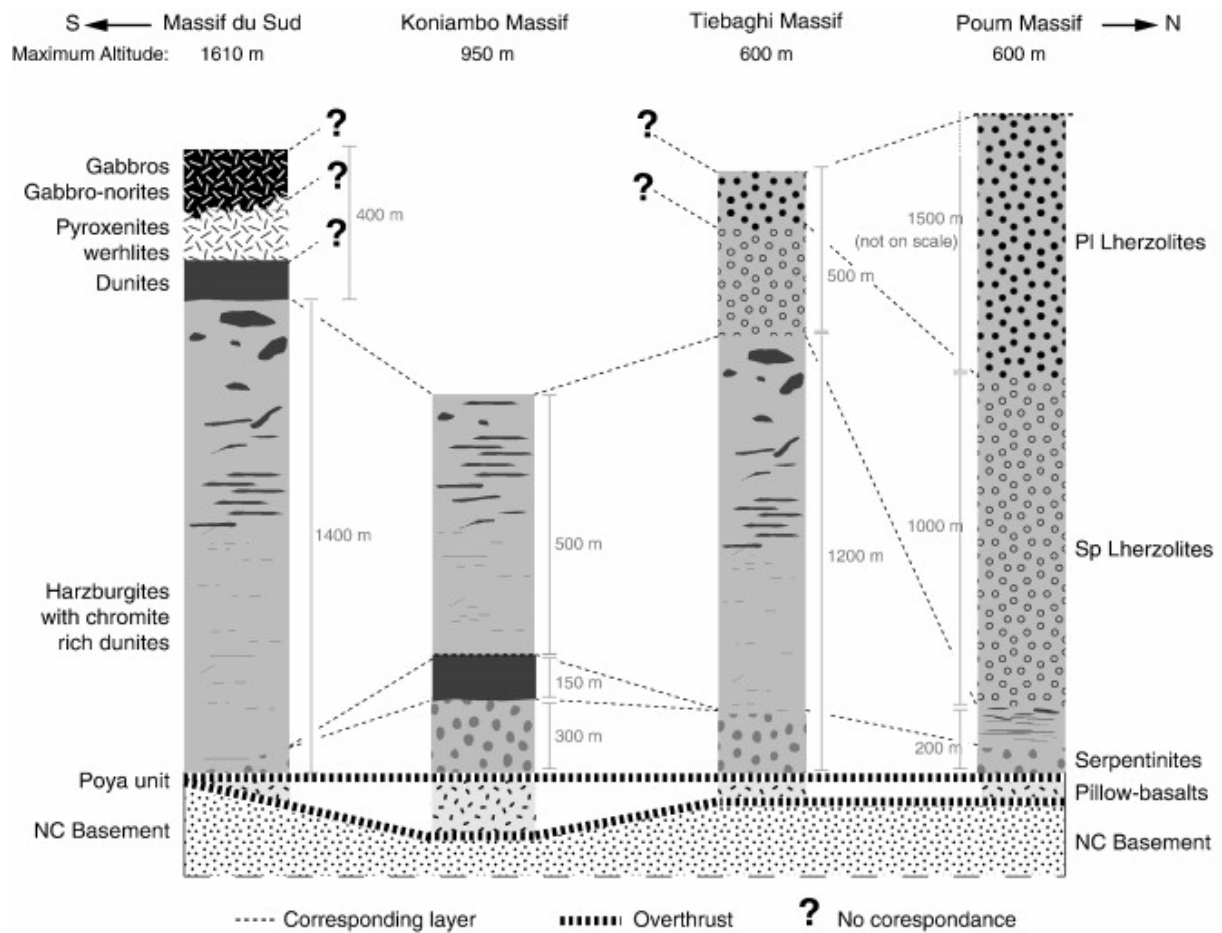 S Massif du Sud Koniambo Massif Tiebaghi Massif Poum Massif N
Maximum Altitude: 1610 m 950 m 600 m 600 m
?
?
?
?
?
Gabbros
Gabbro-norites
Pyroxenites
werhlites
Dunites
400 m
1400 m
Harzburgites
with chromite
rich dunites
500 m
150 m
300 m
500 m
1200 m
1500 m
(not on scale)
1000 m
200 m
Pl Lherzolites
Sp Lherzolites
Serpentinites
Poya unit
Pillow-basalts
NC Basement
NC Basement
Corresponding layer Overthrust ? No corespondance